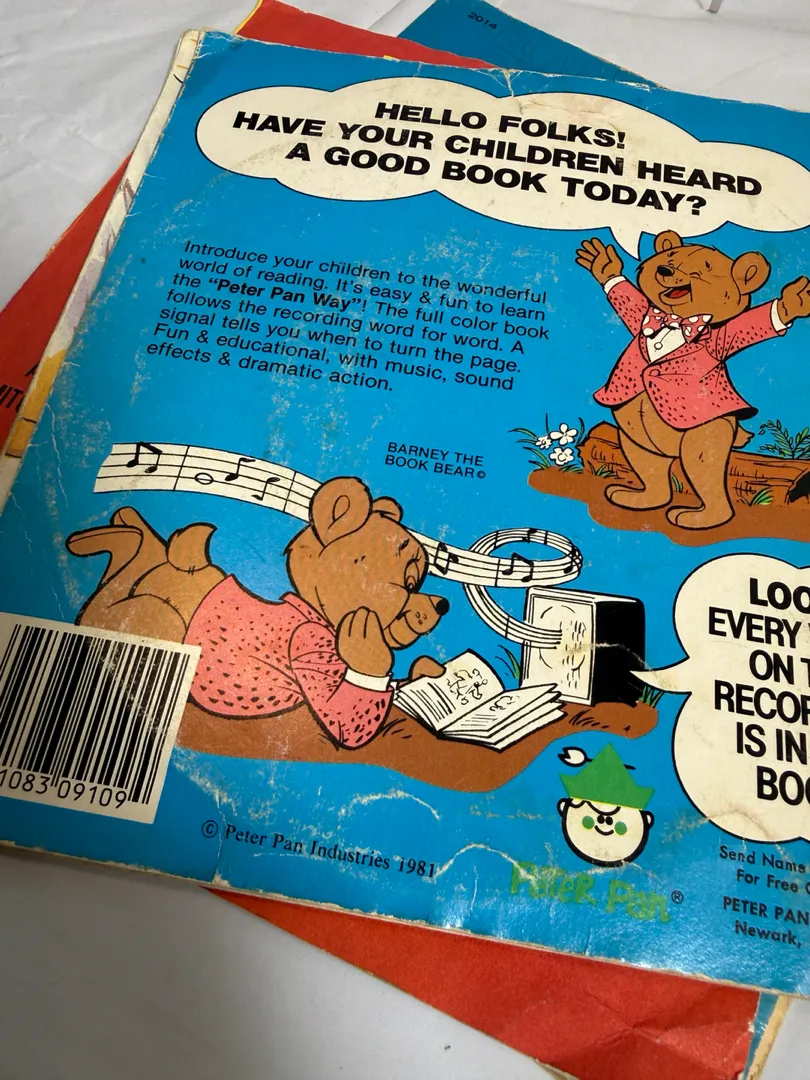 2014
HELLO FOLKS!
HAVE YOUR CHILDREN HEARD
A GOOD BOOK TODAY?
Introduce your children to the wonderful
world of reading. It's easy & fun to learn
the "Peter Pan Way"! The full color book
follows the recording word for word. A
signal tells you when to turn the page.
Fun & educational, with music, sound
effects & dramatic action.
BARNEY THE
BOOK BEAR©
EVERY
ON
IS IN
1083 09109
© Peter Pan Industries 1981
Peter Pan®
Send Name
For Free
PETER PAN
Newark,